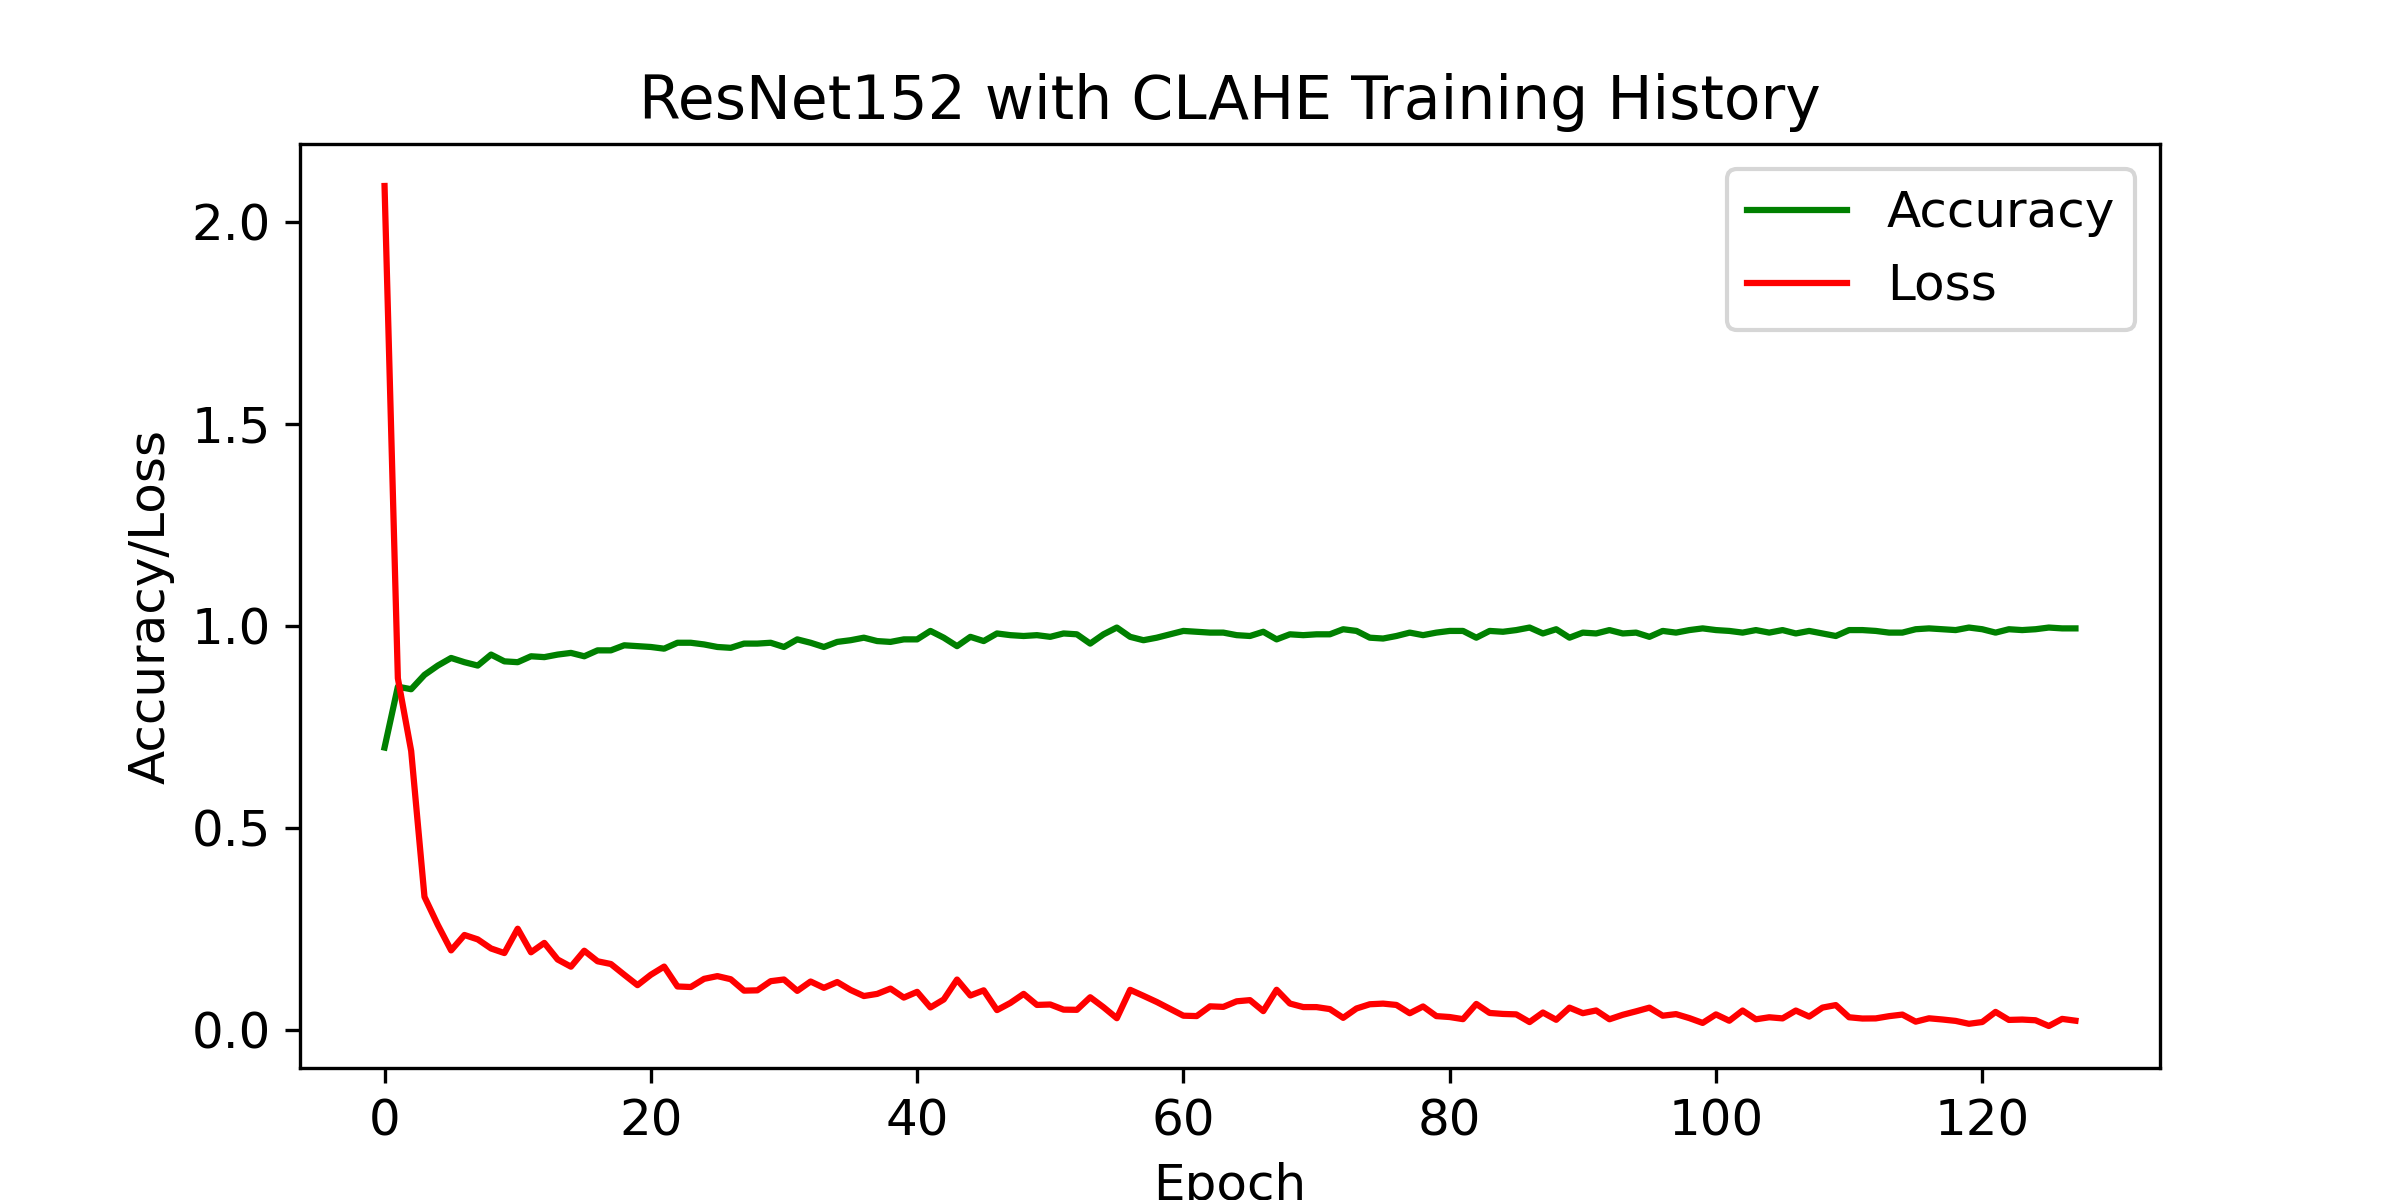 ResNet152 with CLAHE Training History
Accuracy
Loss
Accuracy/Loss
2.0
1.5
1.0
0.5
0.0
0 20 40 60 80 100 120
Epoch